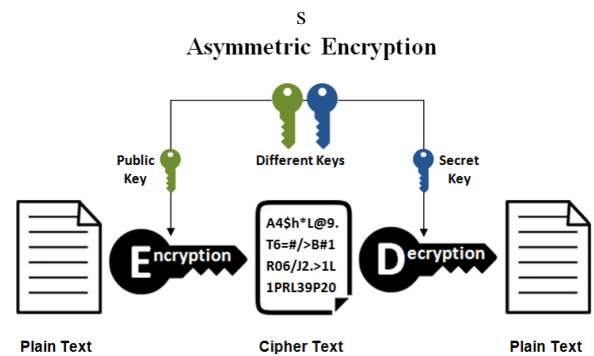 S
Asymmetric Encryption
Public
Key
Different Keys
Secret
Key
A4$h*L@9.
T6=#/>B#1
R06/J2.>1L
1PRL39P20
Encryption
Decryption
Plain Text
Cipher Text
Plain Text